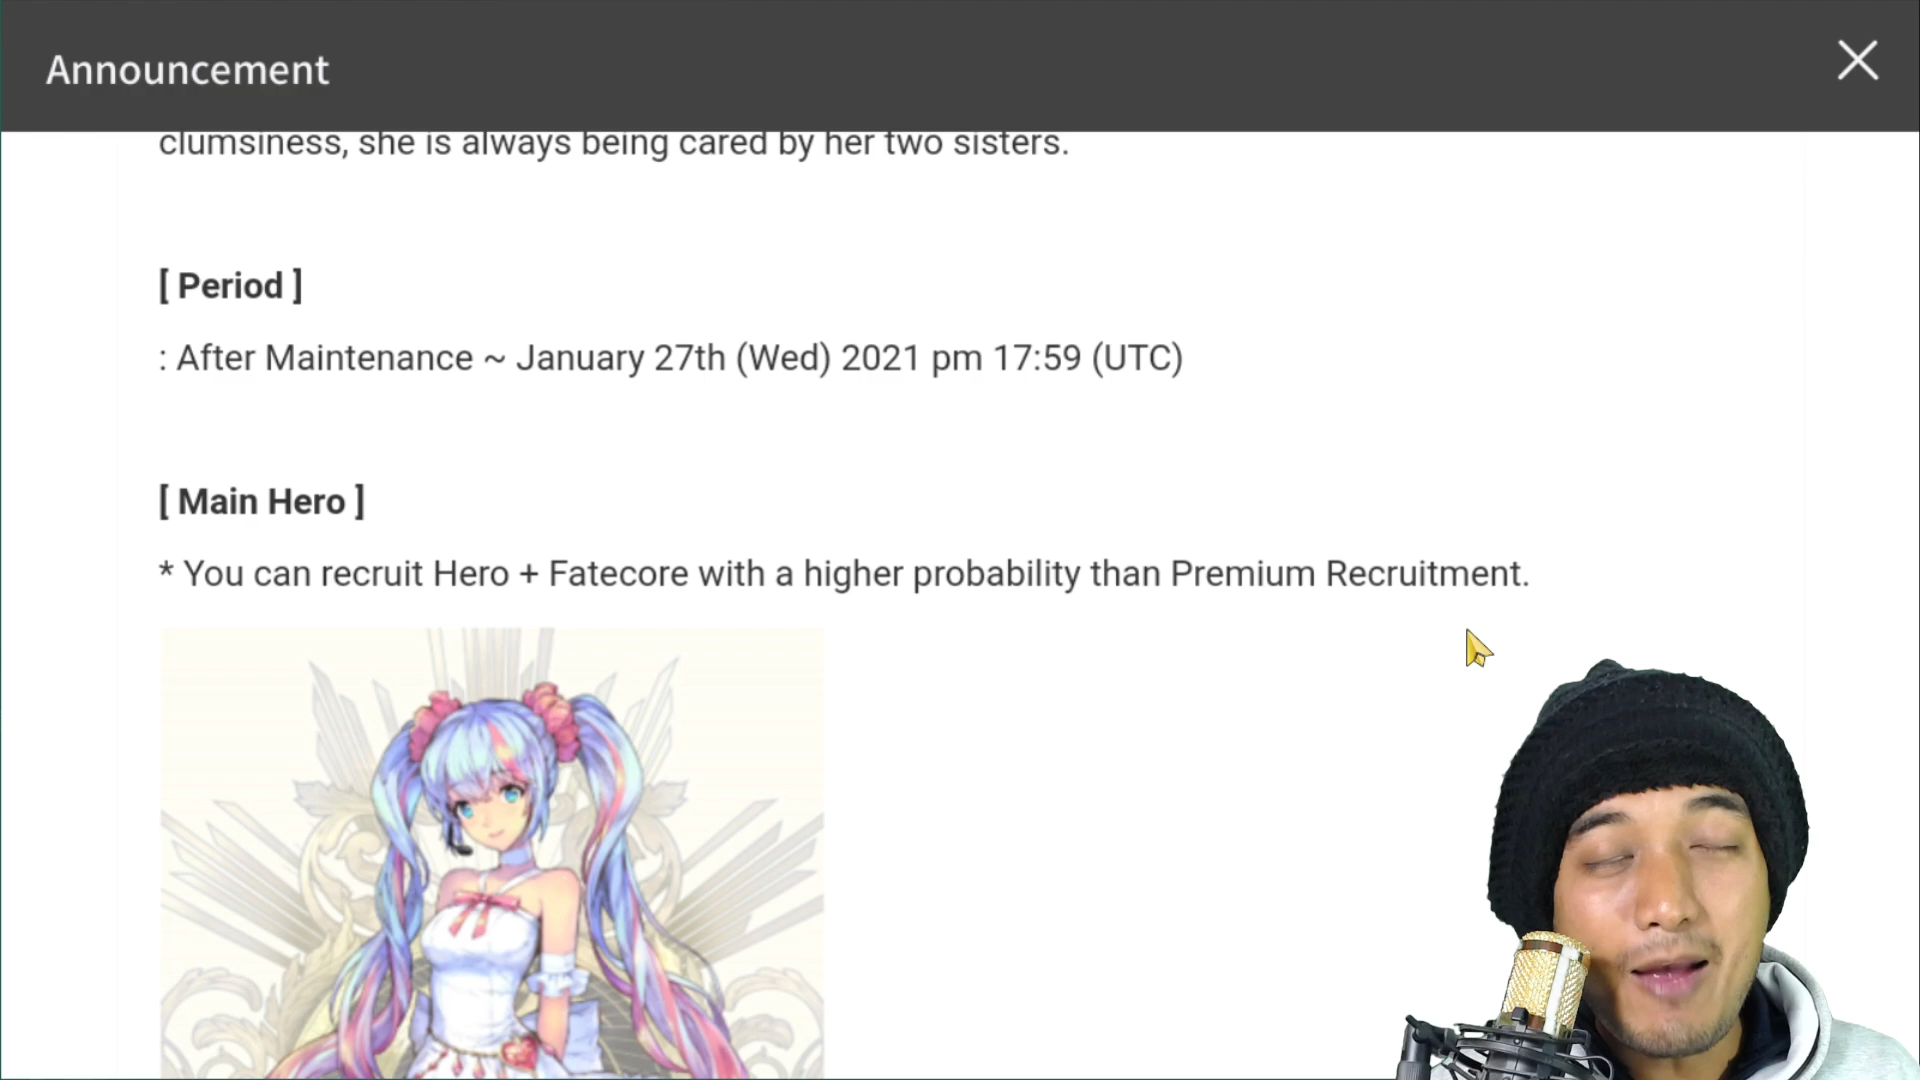 Announcement
clumsiness, she is always being cared by her two sisters.
[ Period ]
: After Maintenance ~ January 27th (Wed) 2021 pm 17:59 (UTC)
[ Main Hero ]
* You can recruit Hero + Fatecore with a higher probability than Premium Recruitment.